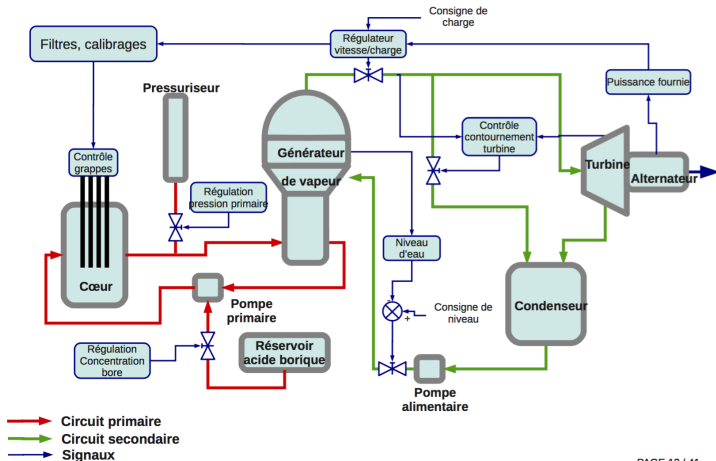 Consigne de
charge
Régulateur
vitesse/charge
Filtres, calibrages
Puissance fournie
Pressuriseur
Contrôle
grappes
Générateur
de vapeur
Contrôle
contournement
turbine
Turbine
Alternateur
Régulation
pression primaire
Niveau
d'eau
Cœur
Pompe
primaire
-
+
Consigne de
niveau
Condenseur
Régulation
Concentration
bore
Réservoir
acide borique
Pompe
alimentaire
Circuit primaire
Circuit secondaire
Signaux